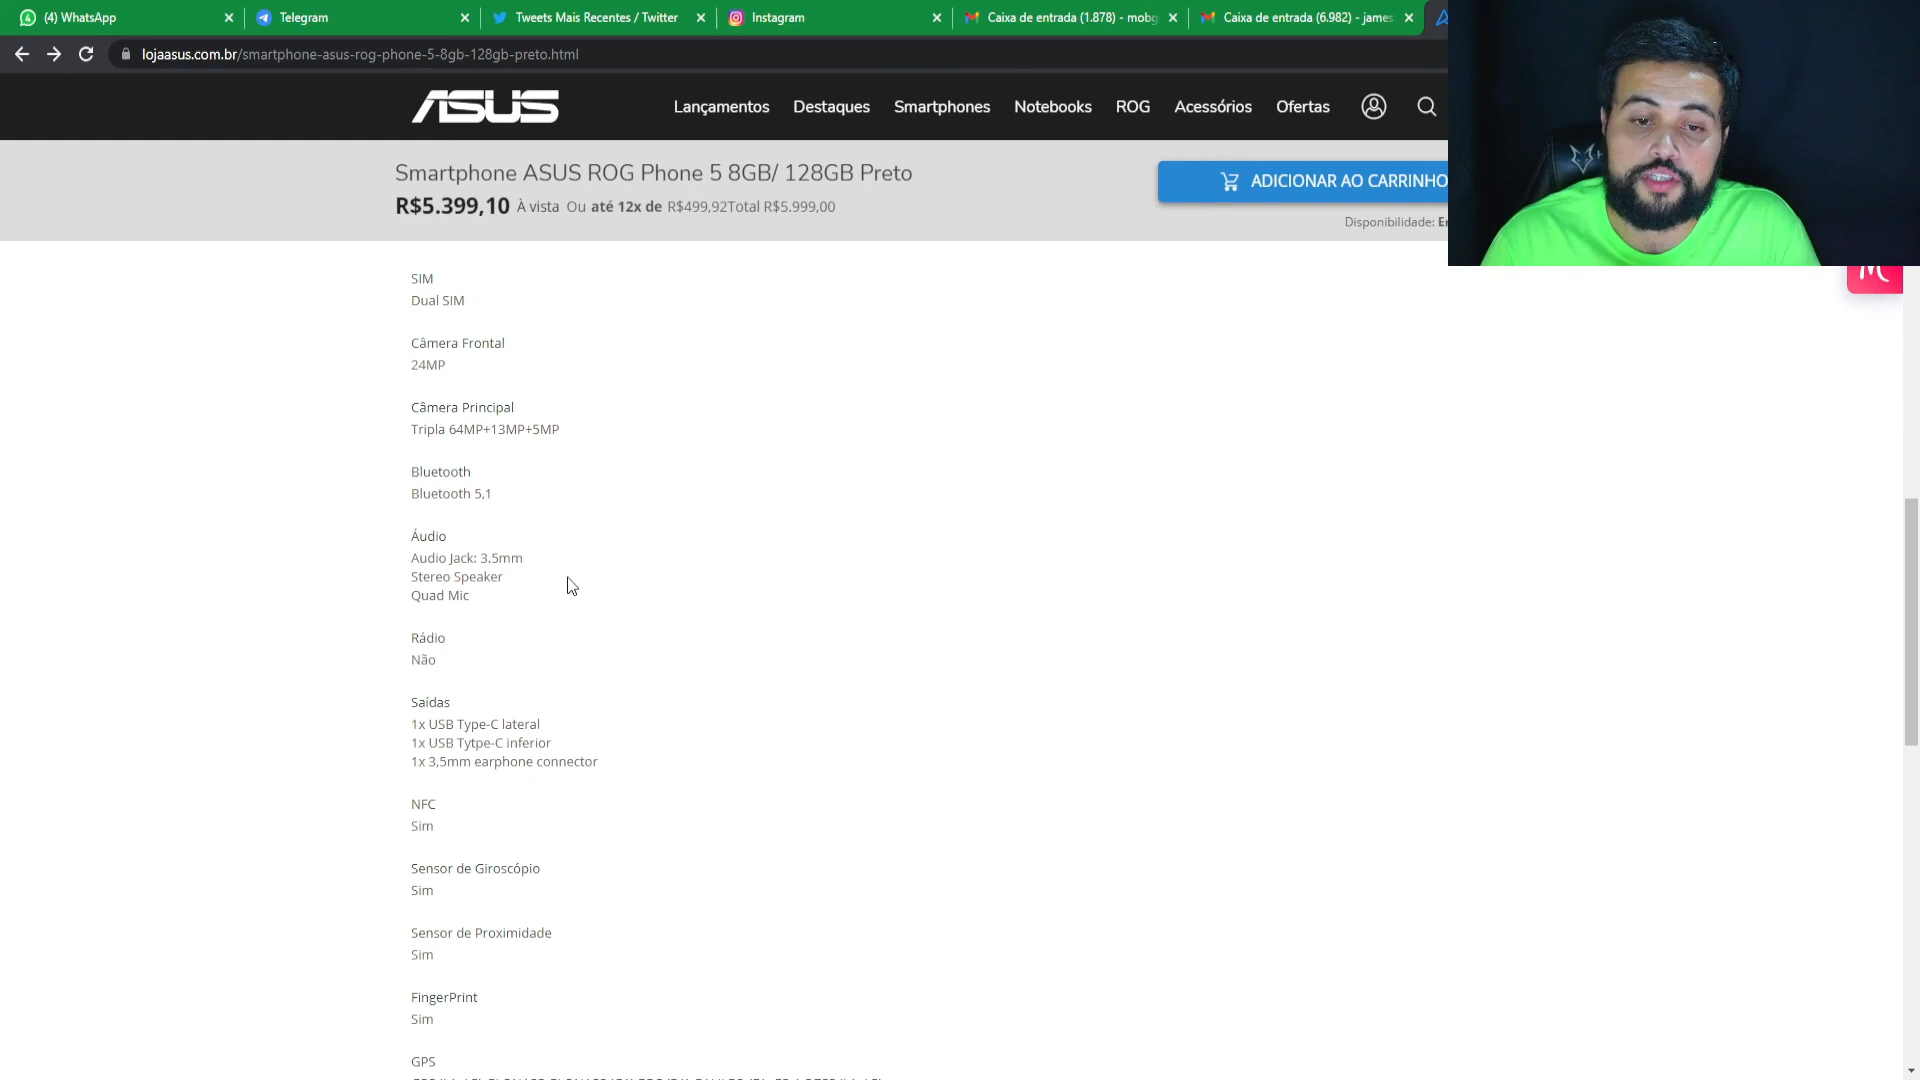 (4) WhatsApp
Telegram
Tweets Mais Recentes / Twitter
Instagram
Caixa de entrada (1.878) - mobg
Caixa de entrada (6.982) - james
lojaasus.com.br/smartphone-asus-rog-phone-5-8gb-128gb-preto.html
ASUS
Lançamentos
Destaques
Smartphones
Notebooks
ROG
Acessórios
Ofertas
Smartphone ASUS ROG Phone 5 8GB/ 128GB Preto
R$5.399,10 À vista Ou até 12x de R$499,92Total R$5.999,00
ADICIONAR AO CARRINHO
Disponibilidade:
SIM
Dual SIM
Câmera Frontal
24MP
Câmera Principal
Tripla 64MP+13MP+5MP
Bluetooth
Bluetooth 5,1
Áudio
Audio Jack: 3.5mm
Stereo Speaker
Quad Mic
Rádio
Não
Saídas
1x USB Type-C lateral
1x USB Tytpe-C inferior
1x 3,5mm earphone connector
NFC
Sim
Sensor de Giroscópio
Sim
Sensor de Proximidade
Sim
FingerPrint
Sim
GPS